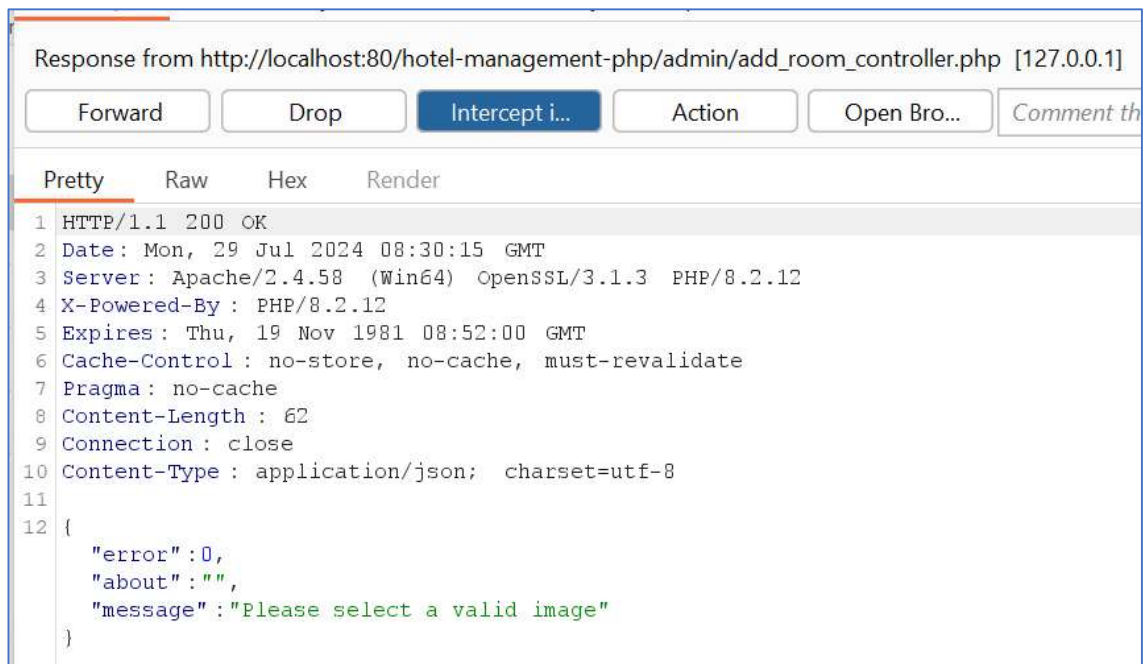 Response from http://localhost:80/hotel-management-php/admin/add_room_controller.php [127.0.0.1]
Forward Drop Intercept i... Action Open Bro... Comment th
Pretty Raw Hex Render
1 HTTP/1.1 200 OK
2 Date: Mon, 29 Jul 2024 08:30:15 GMT
3 Server: Apache/2.4.58 (Win64) OpenSSL/3.1.3 PHP/8.2.12
4 X-Powered-By: PHP/8.2.12
5 Expires: Thu, 19 Nov 1981 08:52:00 GMT
6 Cache-Control: no-store, no-cache, must-revalidate
7 Pragma: no-cache
8 Content-Length: 62
9 Connection: close
10 Content-Type: application/json; charset=utf-8
11
12 {
"error":0,
"about":"",
"message":"Please select a valid image"
}